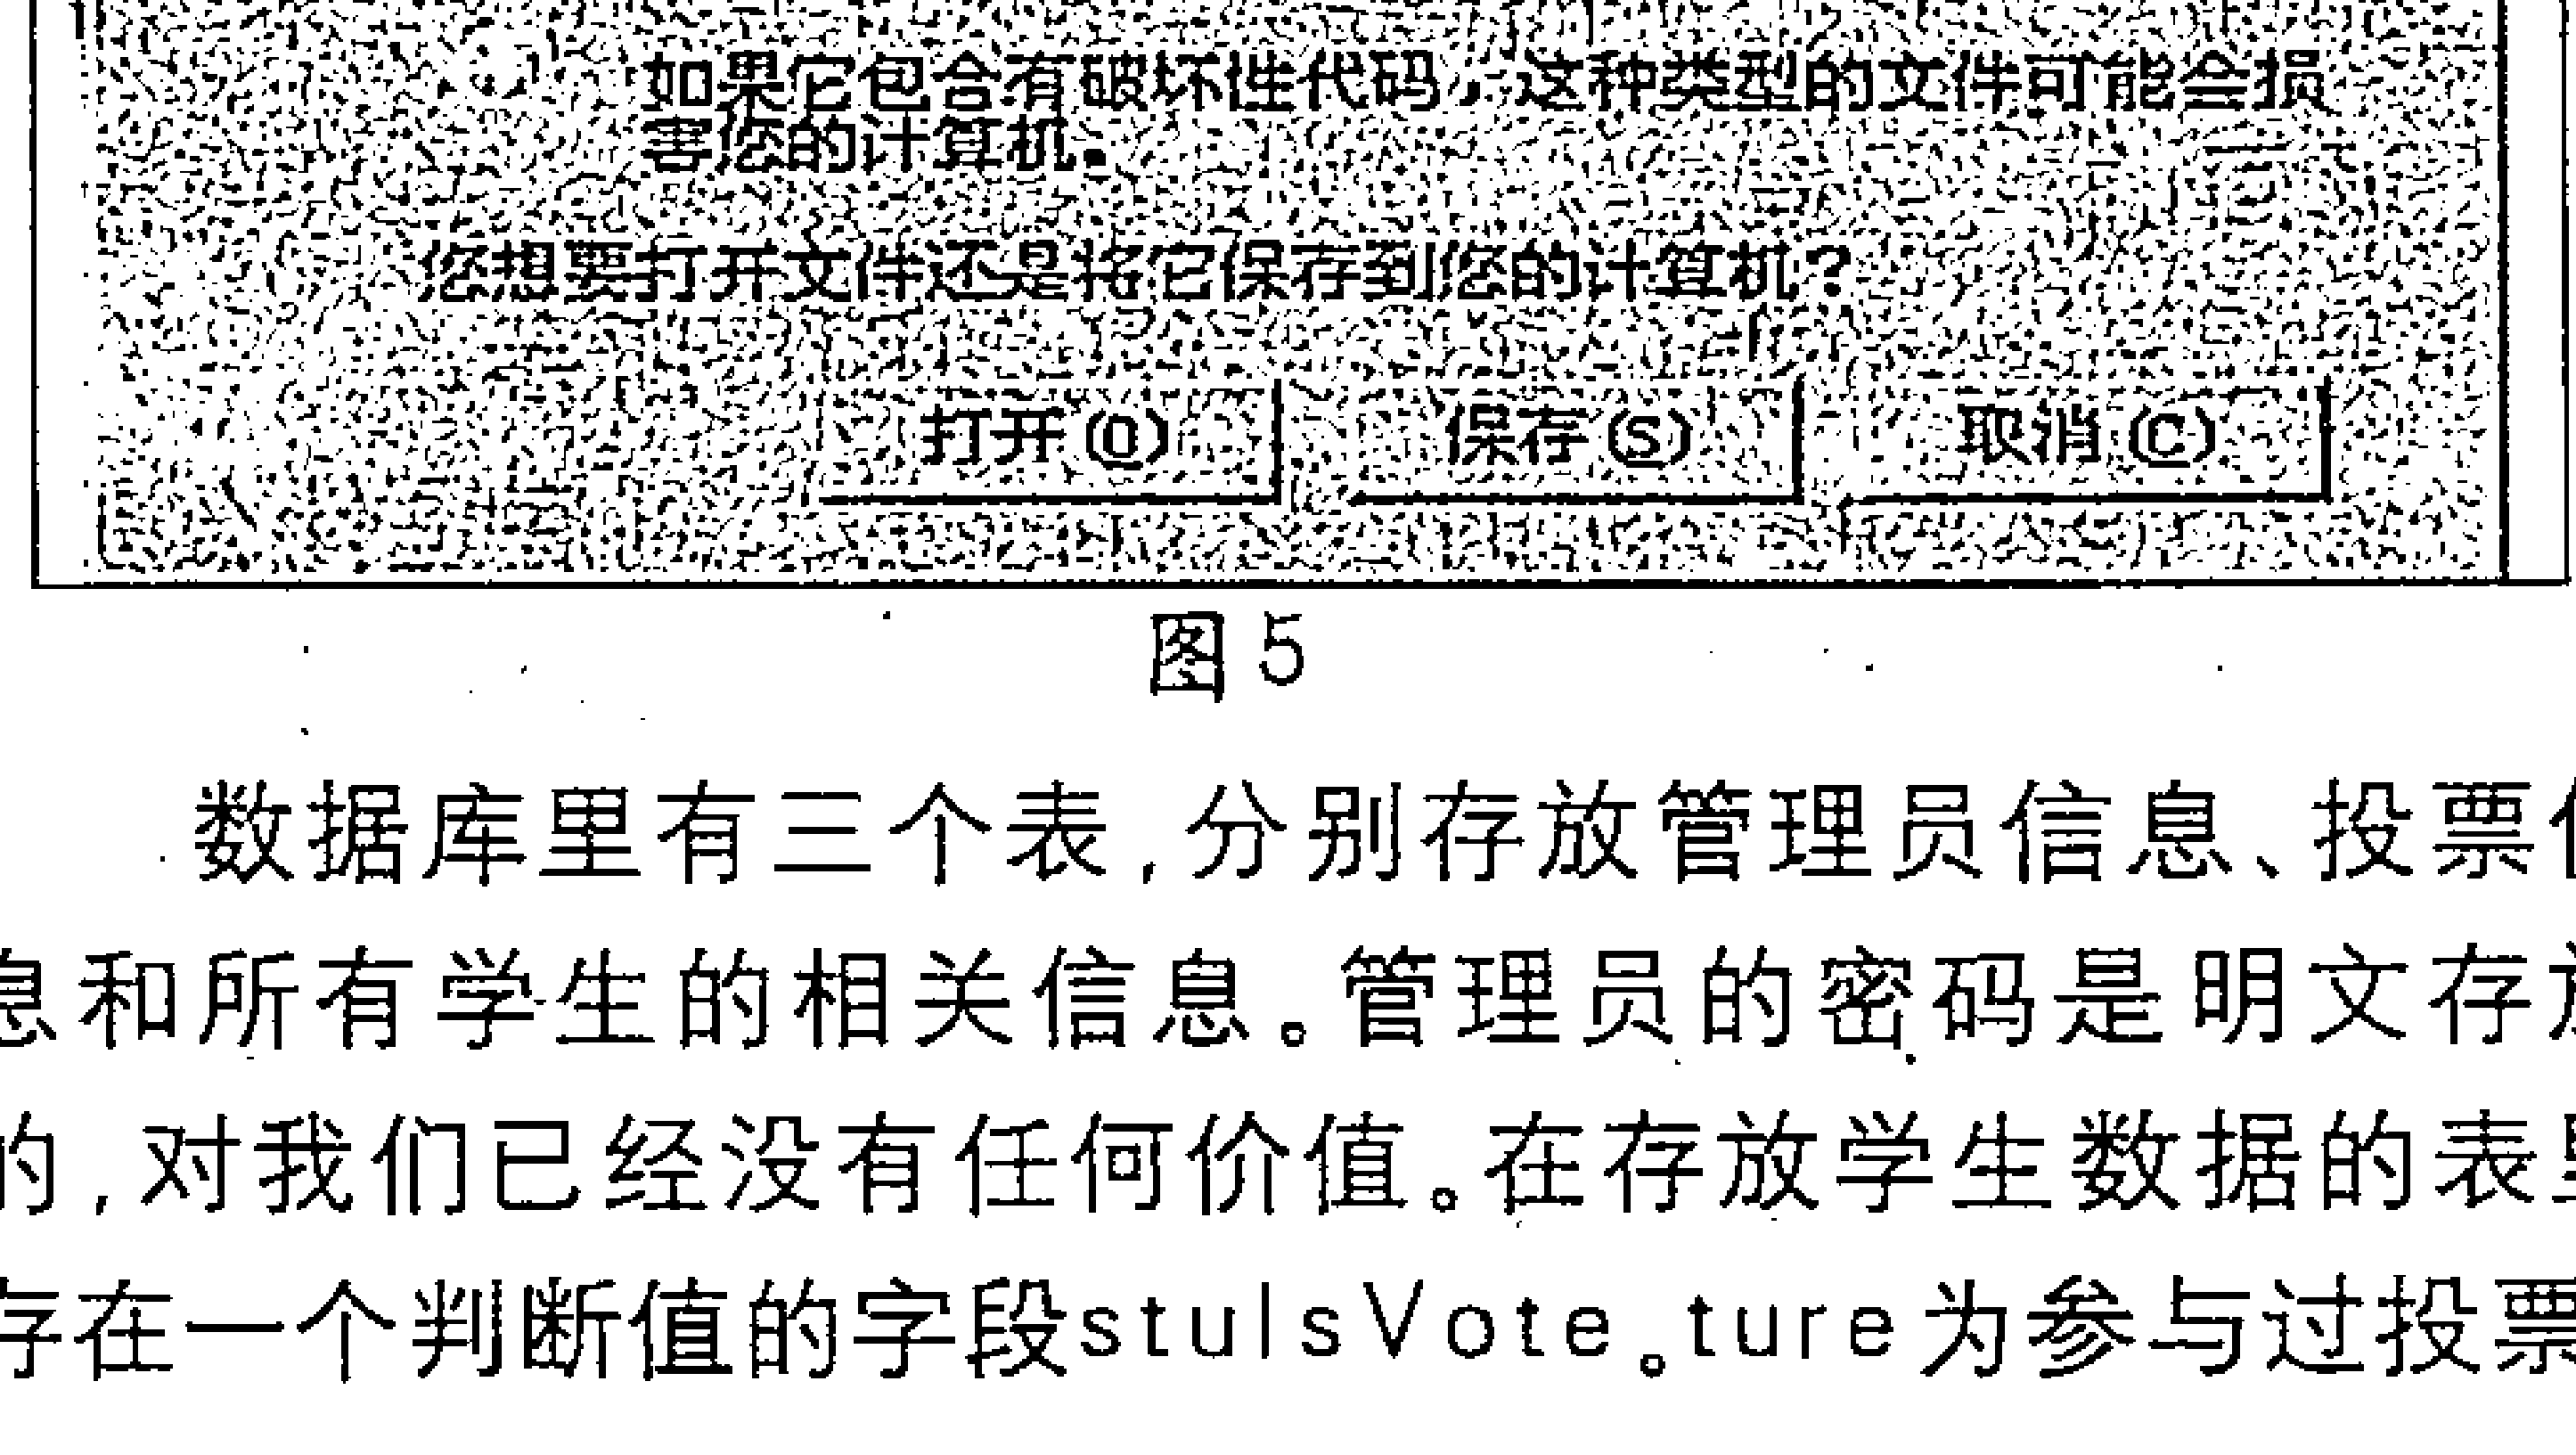 如果它包含有破坏性代码，这种类型的文件可能会损
害您的计算机。
您想要打开文件还是将它保存到您的计算机？
打开(O) 保存(S) 取消(C)
图5
数据库里有三个表,分别存放管理员信息、投票信
息和所有学生的相关信息。管理员的密码是明文存放
的,对我们已经没有任何价值。在存放学生数据的表里
存在一个判断值的字段stuIsVote。ture为参与过投票